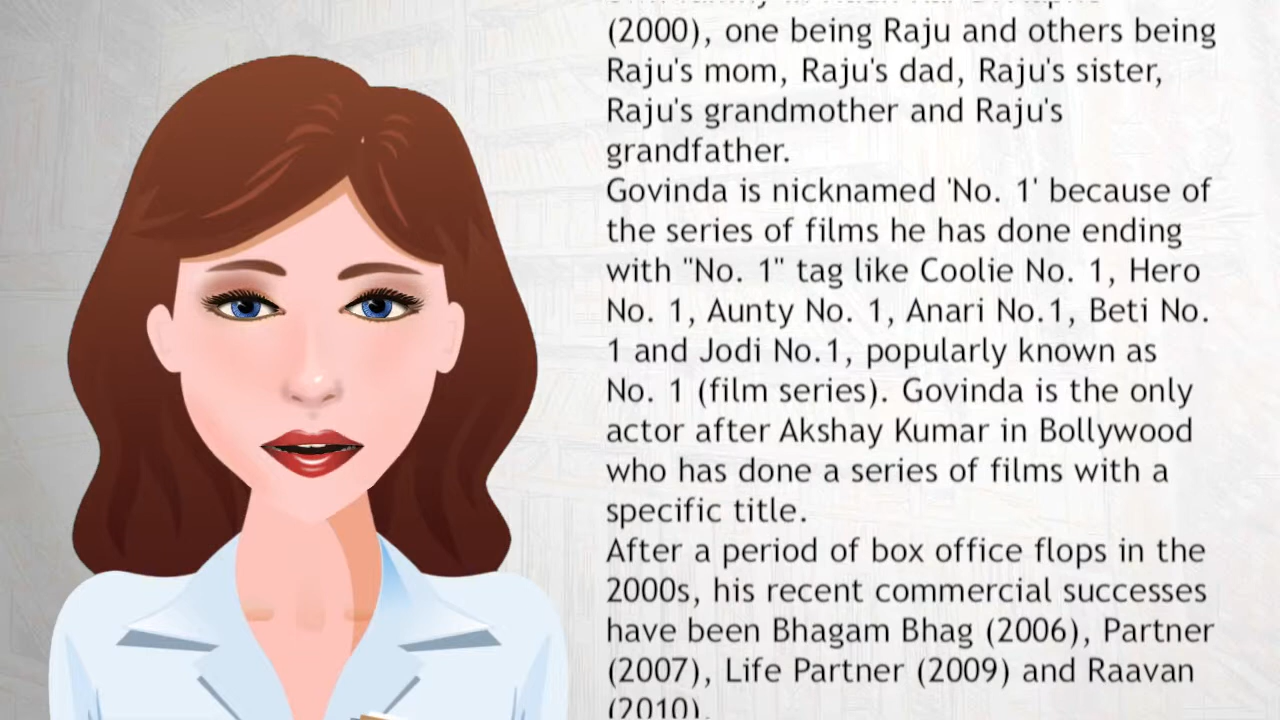 (2000), one being Raju and others being
Raju's mom, Raju's dad, Raju's sister,
Raju's grandmother and Raju's
grandfather.
Govinda is nicknamed 'No. 1' because of
the series of films he has done ending
with "No. 1" tag like Coolie No. 1, Hero
No. 1, Aunty No. 1, Anari No.1, Beti No.
1 and Jodi No.1, popularly known as
No. 1 (film series). Govinda is the only
actor after Akshay Kumar in Bollywood
who has done a series of films with a
specific title.
After a period of box office flops in the
2000s, his recent commercial successes
have been Bhagam Bhag (2006), Partner
(2007), Life Partner (2009) and Raavan
(2010).